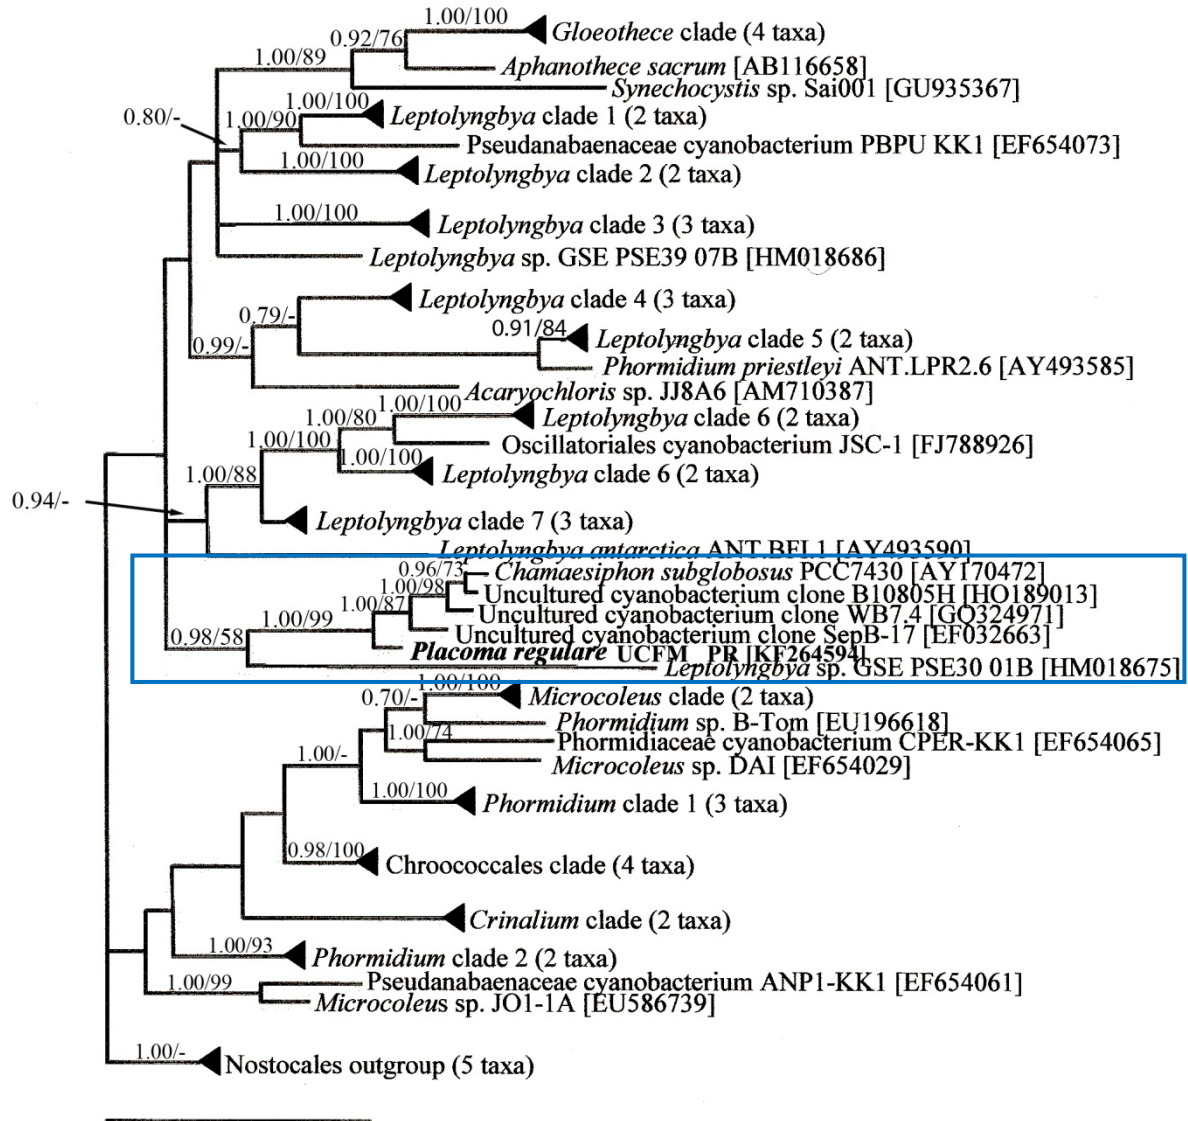 1.00/100
Gloeothece clade (4 taxa)
0.92/76
1.00/89
Aphanothece sacrum [AB116658]
Synechocystis sp. Sai001 [GU935367]
1.00/100
Leptolyngbya clade 1 (2 taxa)
0.80/-
1.00/90
Pseudanabaenaceae cyanobacterium PBPU KK1 [EF654073]
1.00/100
Leptolyngbya clade 2 (2 taxa)
1.00/100
Leptolyngbya clade 3 (3 taxa)
Leptolyngbya sp. GSE PSE39 07B [HM018686]
Leptolyngbya clade 4 (3 taxa)
0.79/-
0.91/84
Leptolyngbya clade 5 (2 taxa)
0.99/-
Phormidium priestleyi ANT.LPR2.6 [AY493585]
Acaryochloris sp. JJ8A6 [AM710387]
1.00/100
Leptolyngbya clade 6 (2 taxa)
1.00/80
1.00/100
Oscillatoriales cyanobacterium JSC-1 [FJ788926]
1.00/100
Leptolyngbya clade 6 (2 taxa)
1.00/88
0.94/-
Leptolyngbya clade 7 (3 taxa)
Leptolyngbya antarctica ANT.BFL1 [AY493590]
0.96/73
Chamaesiphon subglobosus PCC7430 [AY170472]
1.00/98
Uncultured cyanobacterium clone B10805H [HQ189013]
1.00/87
Uncultured cyanobacterium clone WB7.4 [GQ324971]
1.00/99
Uncultured cyanobacterium clone SepB-17 [EF032663]
0.98/58
Placoma regulare UCFM PR [KF264594]
Leptolyngbya sp. GSE PSE30 01B [HM018675]
1.00/100
Microcoleus clade (2 taxa)
0.70/-
Phormidium sp. B-Tom [EU196618]
1.00/74
Phormidiaceae cyanobacterium CPER-KK1 [EF654065]
1.00/-
Microcoleus sp. DAI [EF654029]
1.00/100
Phormidium clade 1 (3 taxa)
0.98/100
Chroococcales clade (4 taxa)
Crinalium clade (2 taxa)
1.00/93
Phormidium clade 2 (2 taxa)
1.00/99
Pseudanabaenaceae cyanobacterium ANP1-KK1 [EF654061]
Microcoleus sp. JO1-1A [EU586739]
1.00/-
Nostocales outgroup (5 taxa)